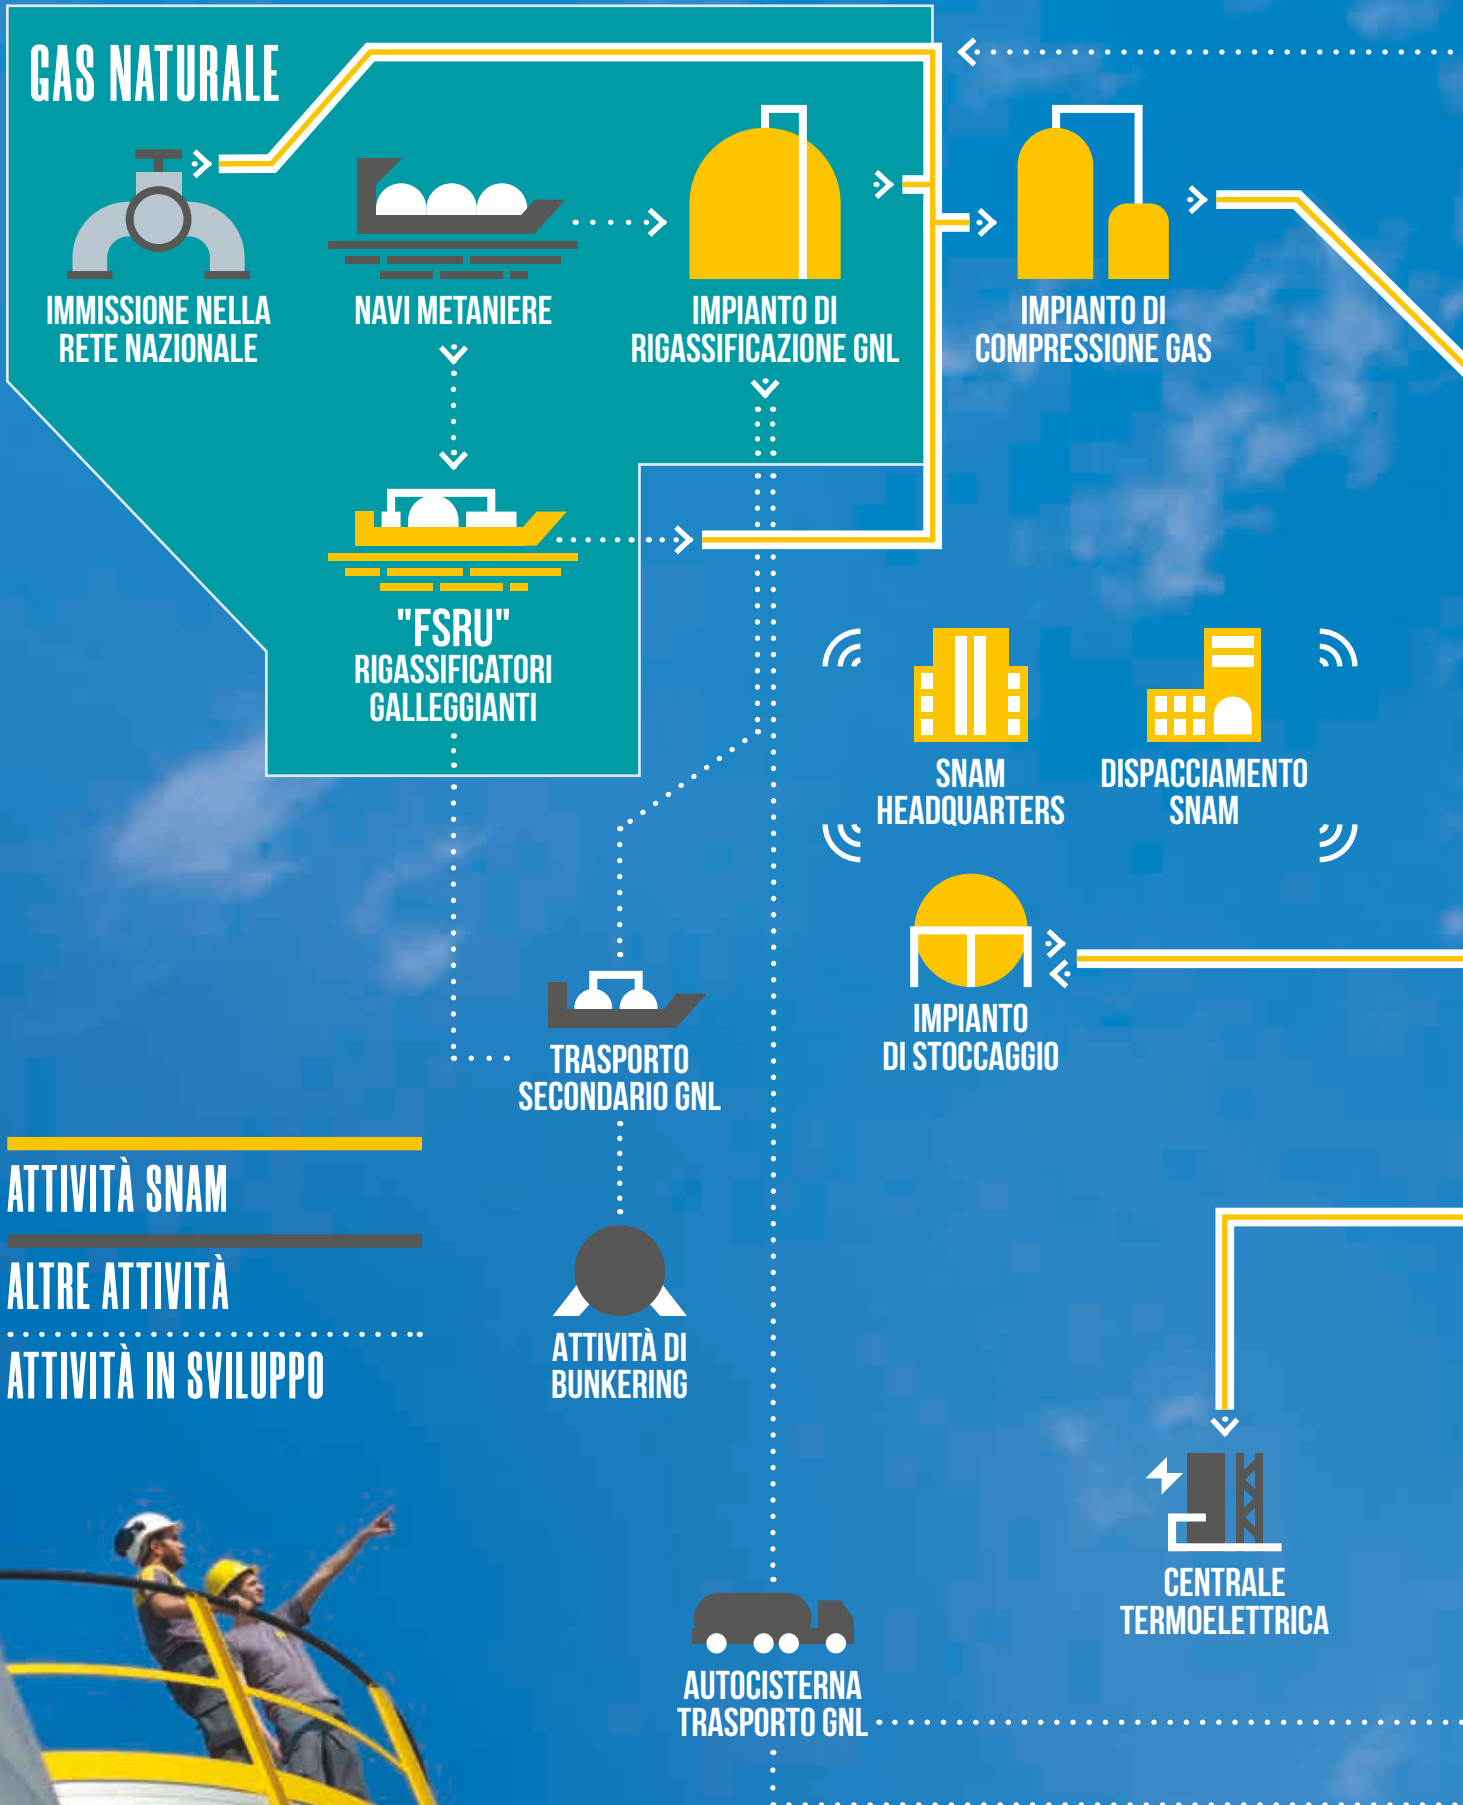 GAS NATURALE
IMMISSIONE NELLA
RETE NAZIONALE
NAVI METANIERE
IMPIANTO DI
RIGASSIFICAZIONE GNL
IMPIANTO DI
COMPRESSIONE GAS
"FSRU"
RIGASSIFICATORI
GALLEGGIANTI
SNAM
HEADQUARTERS
DISPACCIAMENTO
SNAM
IMPIANTO
DI STOCCAGGIO
TRASPORTO
SECONDARIO GNL
ATTIVITÀ SNAM
ALTRE ATTIVITÀ
ATTIVITÀ IN SVILUPPO
ATTIVITÀ DI
BUNKERING
CENTRALE
TERMOELETTRICA
AUTOCISTERNA
TRASPORTO GNL